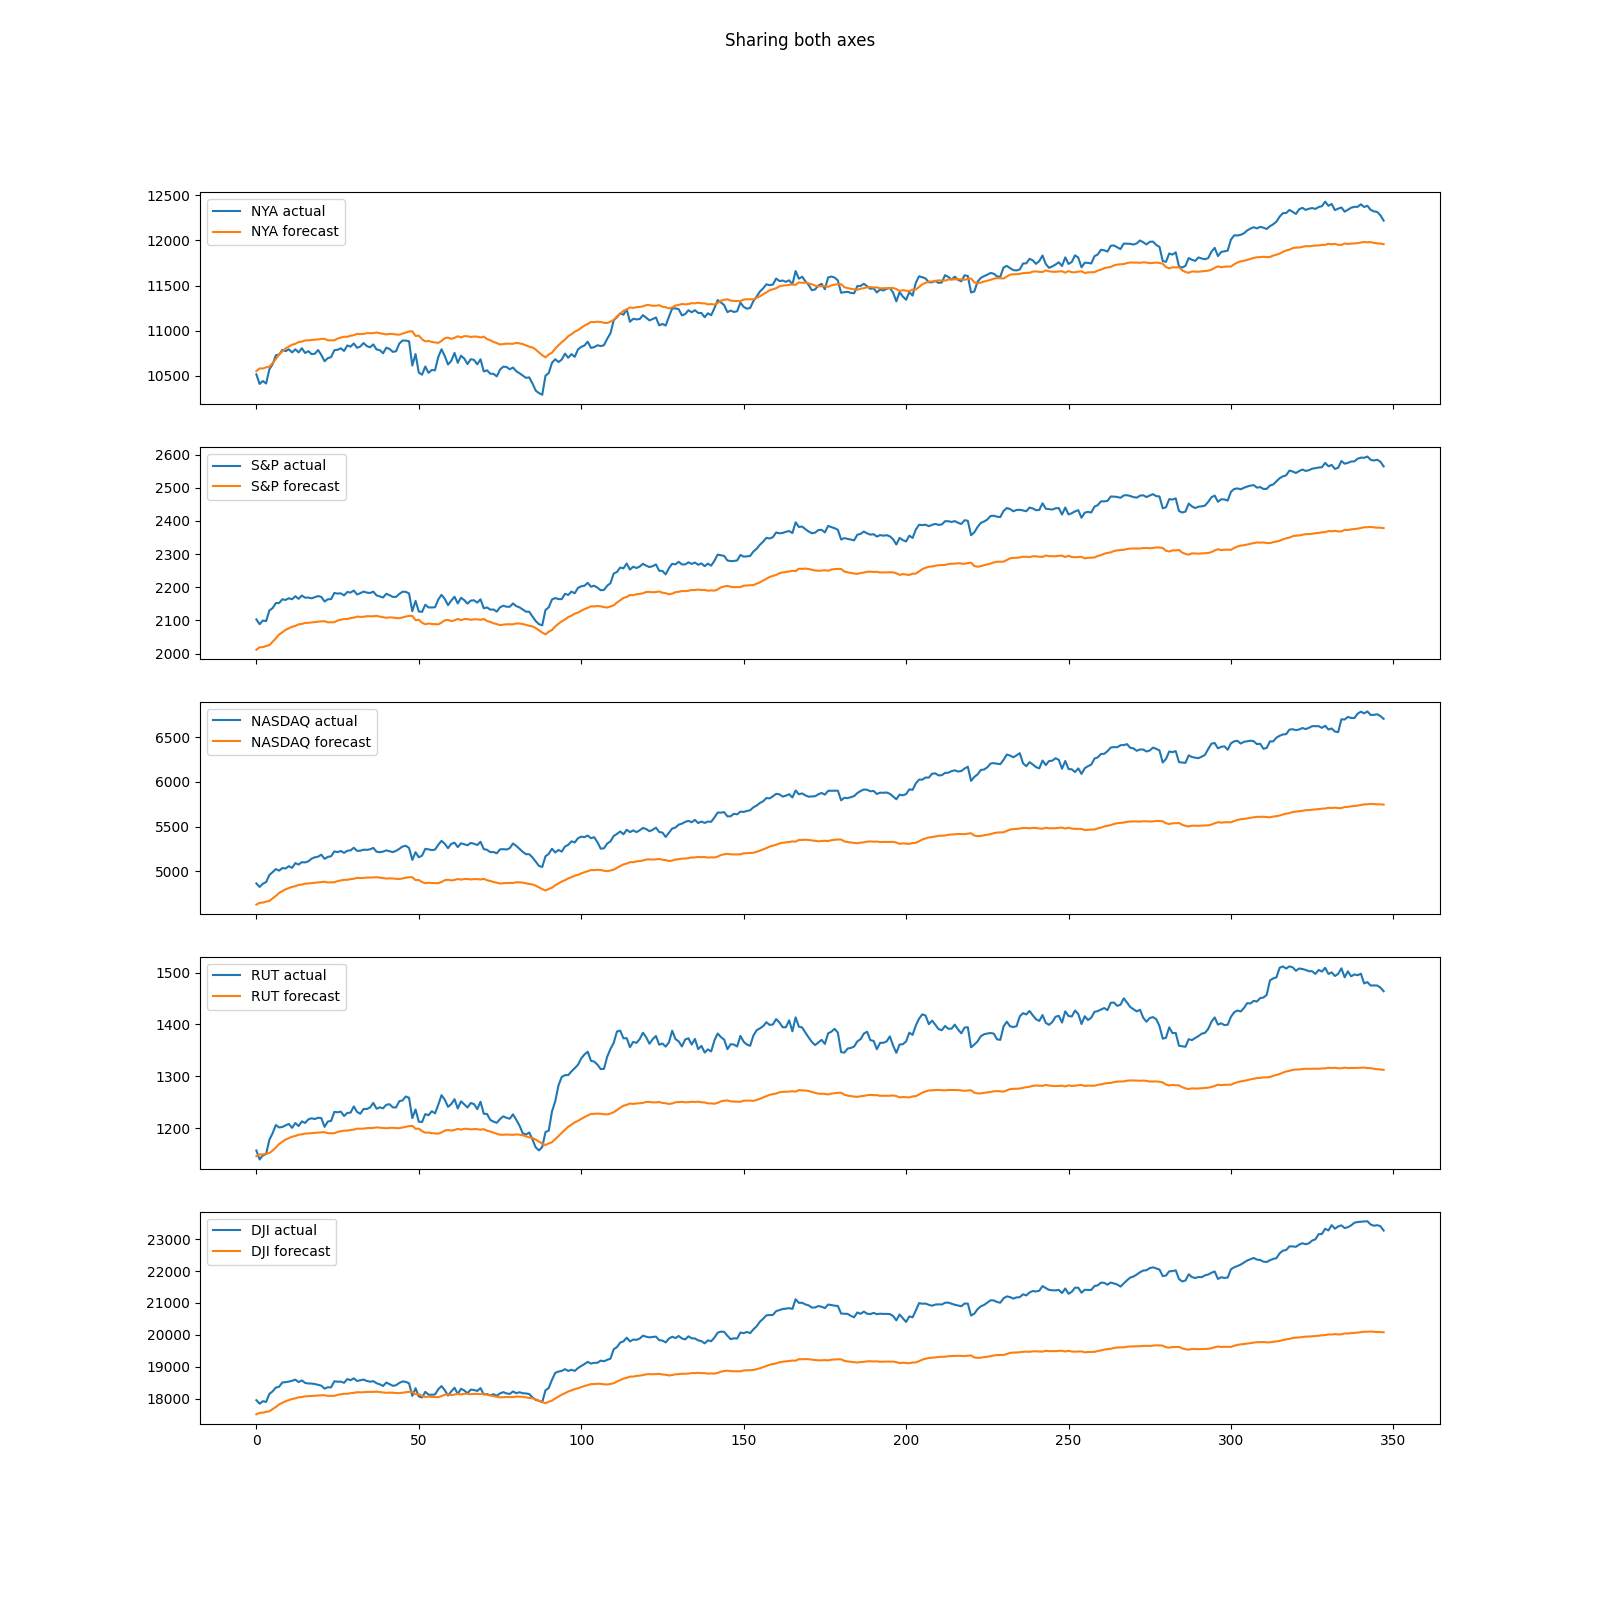 Sharing both axes
12500
12000
11500
11000
10500
NYA actual
NYA forecast
2600
2500
2400
2300
2200
2100
2000
S&P actual
S&P forecast
6500
6000
5500
5000
NASDAQ actual
NASDAQ forecast
1500
1400
1300
1200
RUT actual
RUT forecast
23000
22000
21000
20000
19000
18000
DJI actual
DJI forecast
0 50 100 150 200 250 300 350